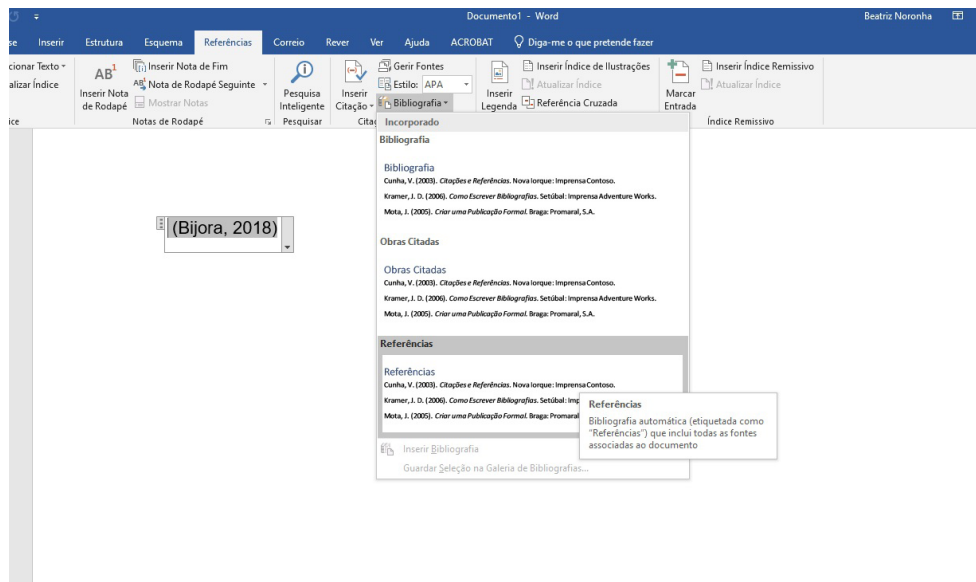 Documento1 - Word
Beatriz Noronha
se Inserir Estrutura Esquema Referências Correio Rever Ver Ajuda ACROBAT Diga-me o que pretende fazer
cionar Texto
alizar Índice
ice
AB¹
Inserir Nota
de Rodapé
Inserir Nota de Fim
Nota de Rodapé Seguinte
Mostrar Notas
Notas de Rodapé
Pesquisa
Inteligente
Pesquisar
Inserir
Citação
Gerir Fontes
Estilo: APA
Bibliografia
Citaç
Inserir
Legenda
Inserir Índice de Ilustrações
Atualizar Índice
Referência Cruzada
Marcar
Entrada
Inserir Índice Remissivo
Atualizar Índice
Índice Remissivo
(Bijora, 2018)
Incorporado
Bibliografia
Bibliografia
Cunha, V. (2003). Citações e Referências. Nova Iorque: Imprensa Contoso.
Kramer, J. D. (2006). Como Escrever Bibliografias. Setúbal: Imprensa Adventure Works.
Mota, J. (2005). Criar uma Publicação Formal. Braga: Promaral, S.A.
Obras Citadas
Obras Citadas
Cunha, V. (2003). Citações e Referências. Nova Iorque: Imprensa Contoso.
Kramer, J. D. (2006). Como Escrever Bibliografias. Setúbal: Imprensa Adventure Works.
Mota, J. (2005). Criar uma Publicação Formal. Braga: Promaral, S.A.
Referências
Referências
Cunha, V. (2003). Citações e Referências. Nova Iorque: Imprensa Contoso.
Kramer, J. D. (2006). Como Escrever Bibliografias. Setúbal: Imp
Mota, J. (2005). Criar uma Publicação Formal. Braga: Promaral
Referências
Bibliografia automática (etiquetada como
"Referências") que inclui todas as fontes
associadas ao documento
Inserir Bibliografia
Guardar Seleção na Galeria de Bibliografias...